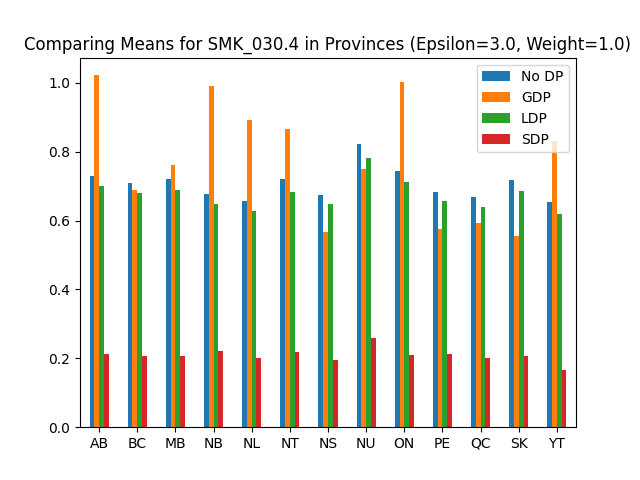 Comparing Means for SMK_030.4 in Provinces (Epsilon=3.0, Weight=1.0)
No DP
GDP
LDP
SDP
1.0
0.8
0.6
0.4
0.2
0.0
AB BC MB NB NL NT NS NU ON PE QC SK YT